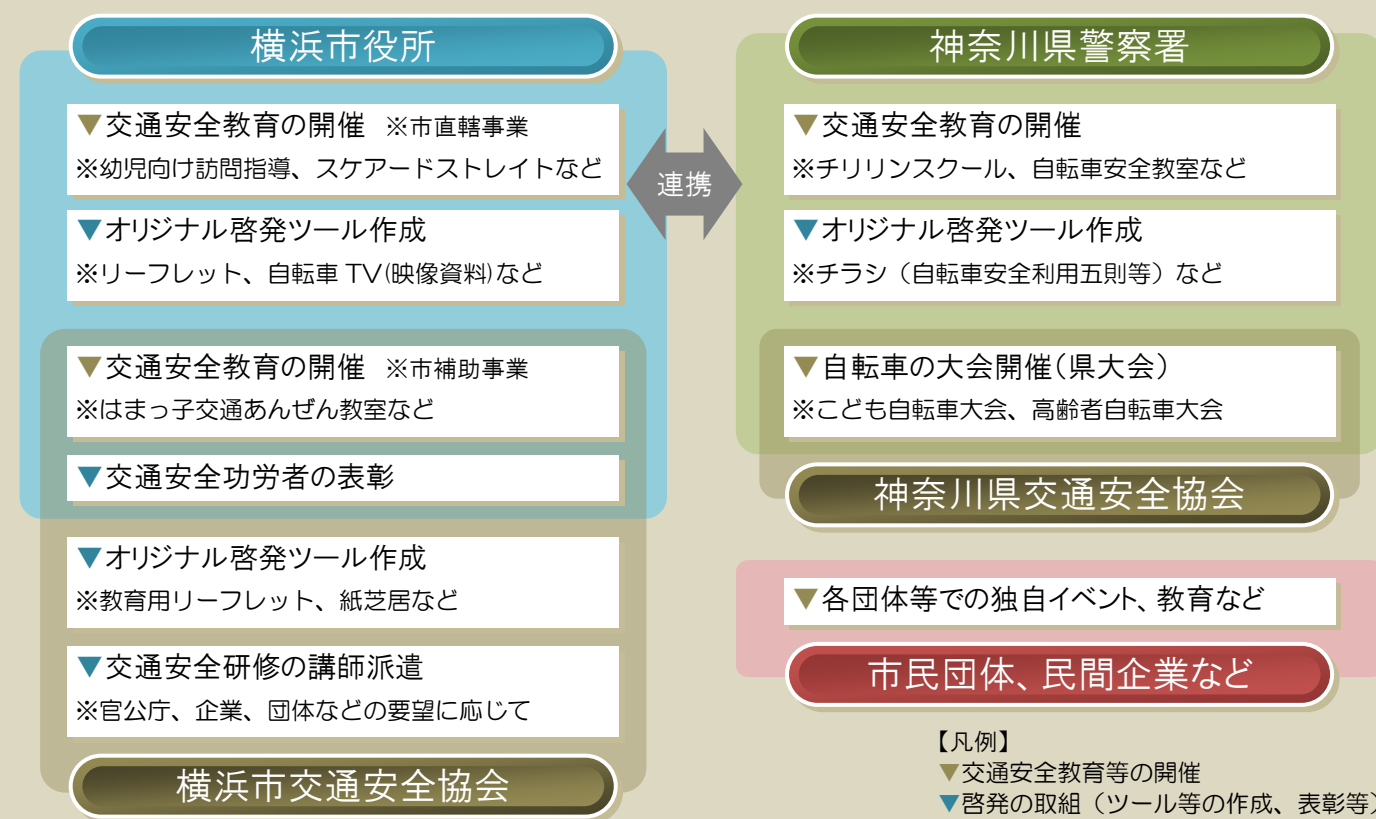 横浜市役所
▼交通安全教育の開催 ※市直轄事業
※幼児向け訪問指導、スケアードストレイトなど
▼オリジナル啓発ツール作成
※リーフレット、自転車 TV(映像資料)など
▼交通安全教育の開催 ※市補助事業
※はまっ子交通あんぜん教室など
▼交通安全功労者の表彰
▼オリジナル啓発ツール作成
※教育用リーフレット、紙芝居など
▼交通安全研修の講師派遣
※官公庁、企業、団体などの要望に応じて
横浜市交通安全協会
連携
神奈川県警察署
▼交通安全教育の開催
※チリリンスクール、自転車安全教室など
▼オリジナル啓発ツール作成
※チラシ（自転車安全利用五則等）など
▼自転車の大会開催（県大会）
※こども自転車大会、高齢者自転車大会
神奈川県交通安全協会
▼各団体等での独自イベント、教育など
市民団体、民間企業など
【凡例】
▼交通安全教育等の開催
▼啓発の取組（ツール等の作成、表彰等）